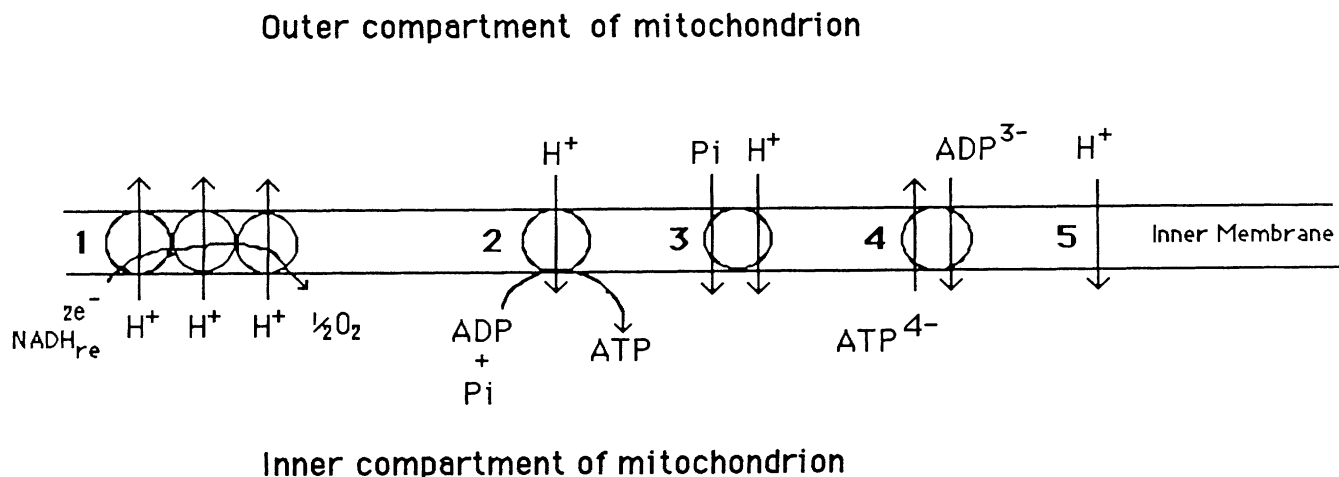 Outer compartment of mitochondrion
H⁺ Pi H⁺ ADP³⁻ H⁺
1 2 3 4 5 Inner Membrane
2e⁻
NADHre H⁺ H⁺ H⁺ ½O₂
ADP
+
Pi
ATP
ATP⁴⁻
Inner compartment of mitochondrion